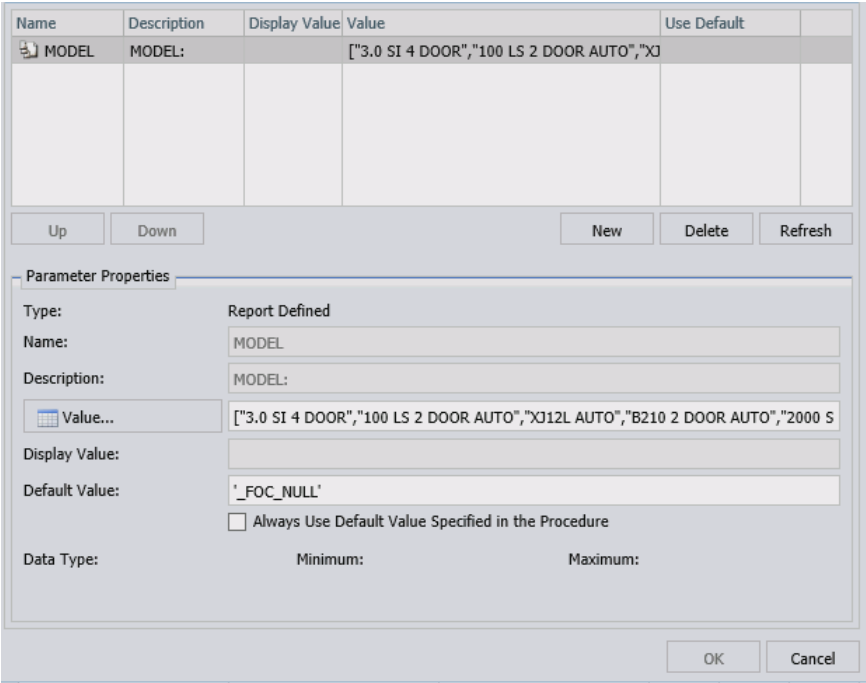 Name Description Display Value Value Use Default
MODEL MODEL: ["3.0 SI 4 DOOR","100 LS 2 DOOR AUTO","XJ
Up Down New Delete Refresh
Parameter Properties
Type: Report Defined
Name: MODEL
Description: MODEL:
Value... ["3.0 SI 4 DOOR","100 LS 2 DOOR AUTO","XJ12L AUTO","B210 2 DOOR AUTO","2000 S
Display Value:
Default Value: '_FOC_NULL'
Always Use Default Value Specified in the Procedure
Data Type: Minimum: Maximum:
OK Cancel